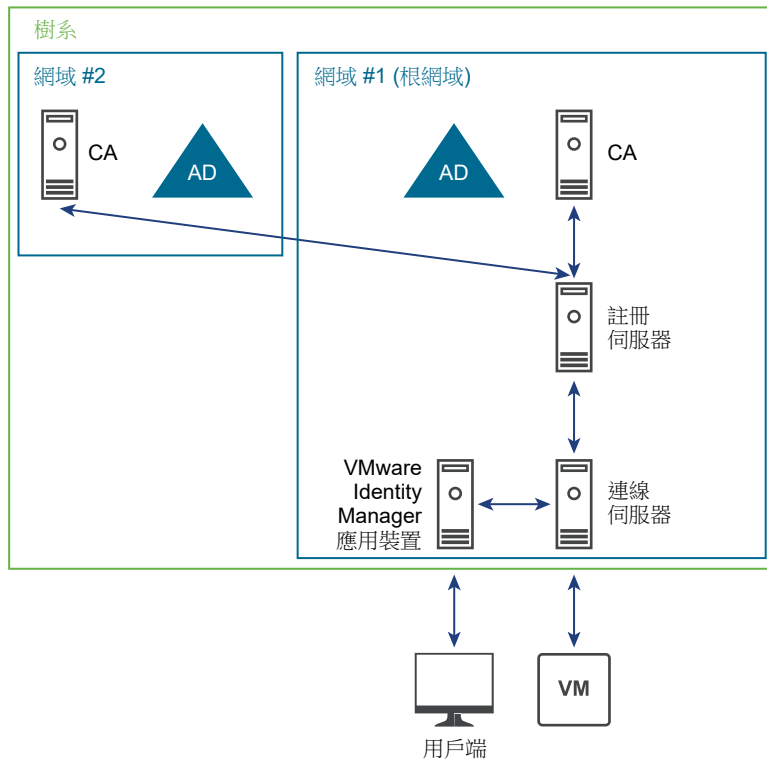 樹系
網域 #2
CA
AD
網域 #1 (根網域)
AD
CA
註冊
伺服器
VMware
Identity
Manager
應用裝置
連線
伺服器
用戶端
VM